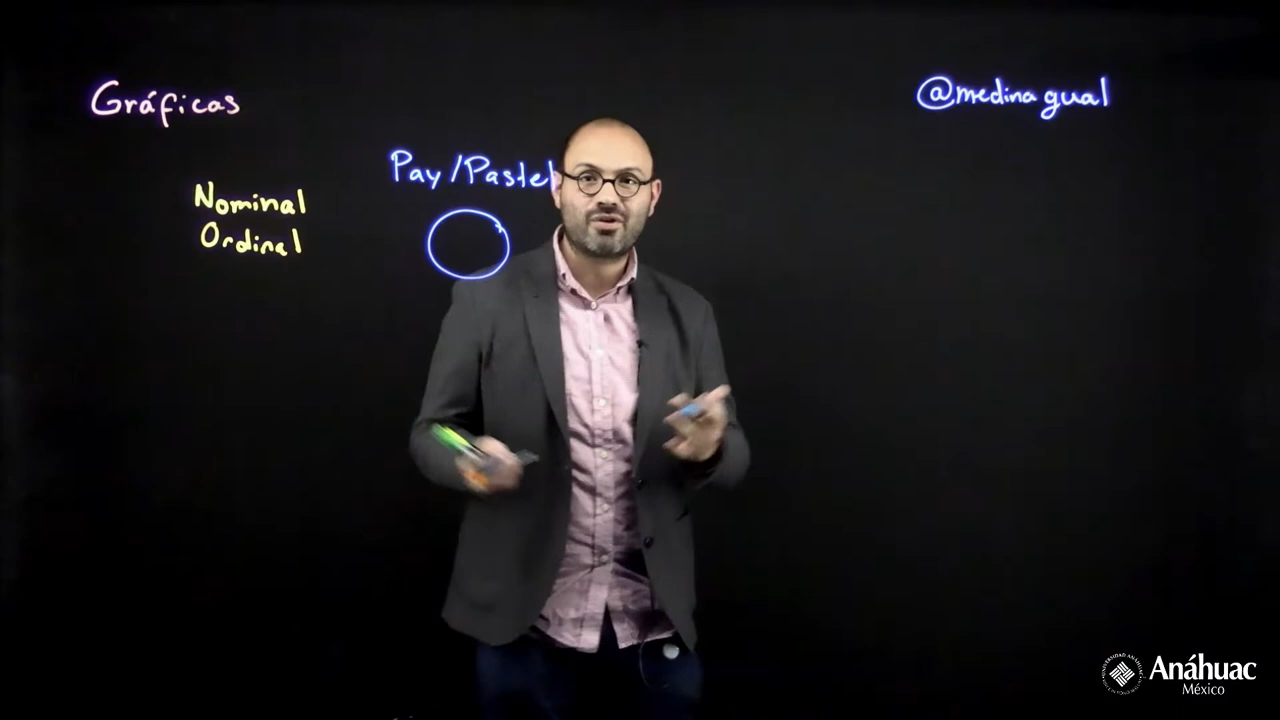 Gráficas
@medinagual
Pay/Pastel
Nominal
Ordinal
Anáhuac
México